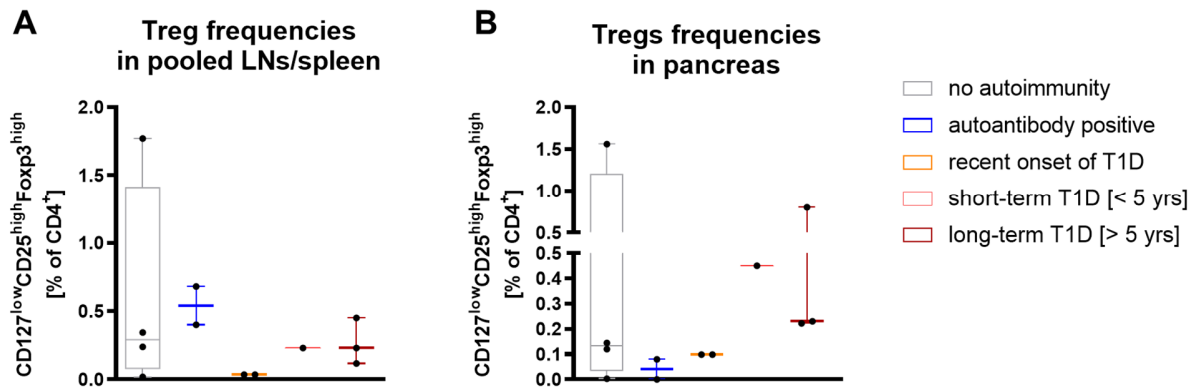 A
Treg frequencies
in pooled LNs/spleen
CD127lowCD25highFoxp3high
[% of CD4+]
2.0
1.5
1.0
0.5
0.0
B
Tregs frequencies
in pancreas
CD127lowCD25highFoxp3high
[% of CD4+]
2.0
1.5
1.0
0.5
0.5
0.4
0.3
0.2
0.1
0.0
no autoimmunity
autoantibody positive
recent onset of T1D
short-term T1D [< 5 yrs]
long-term T1D [> 5 yrs]